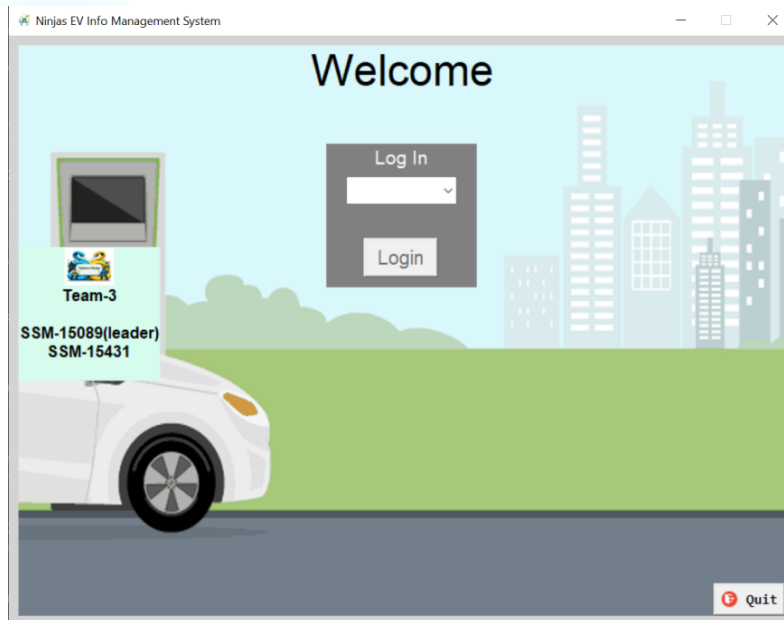 Ninjas EV Info Management System
Welcome
Log In
Login
Team-3
SSM-15089(leader)
SSM-15431
Quit